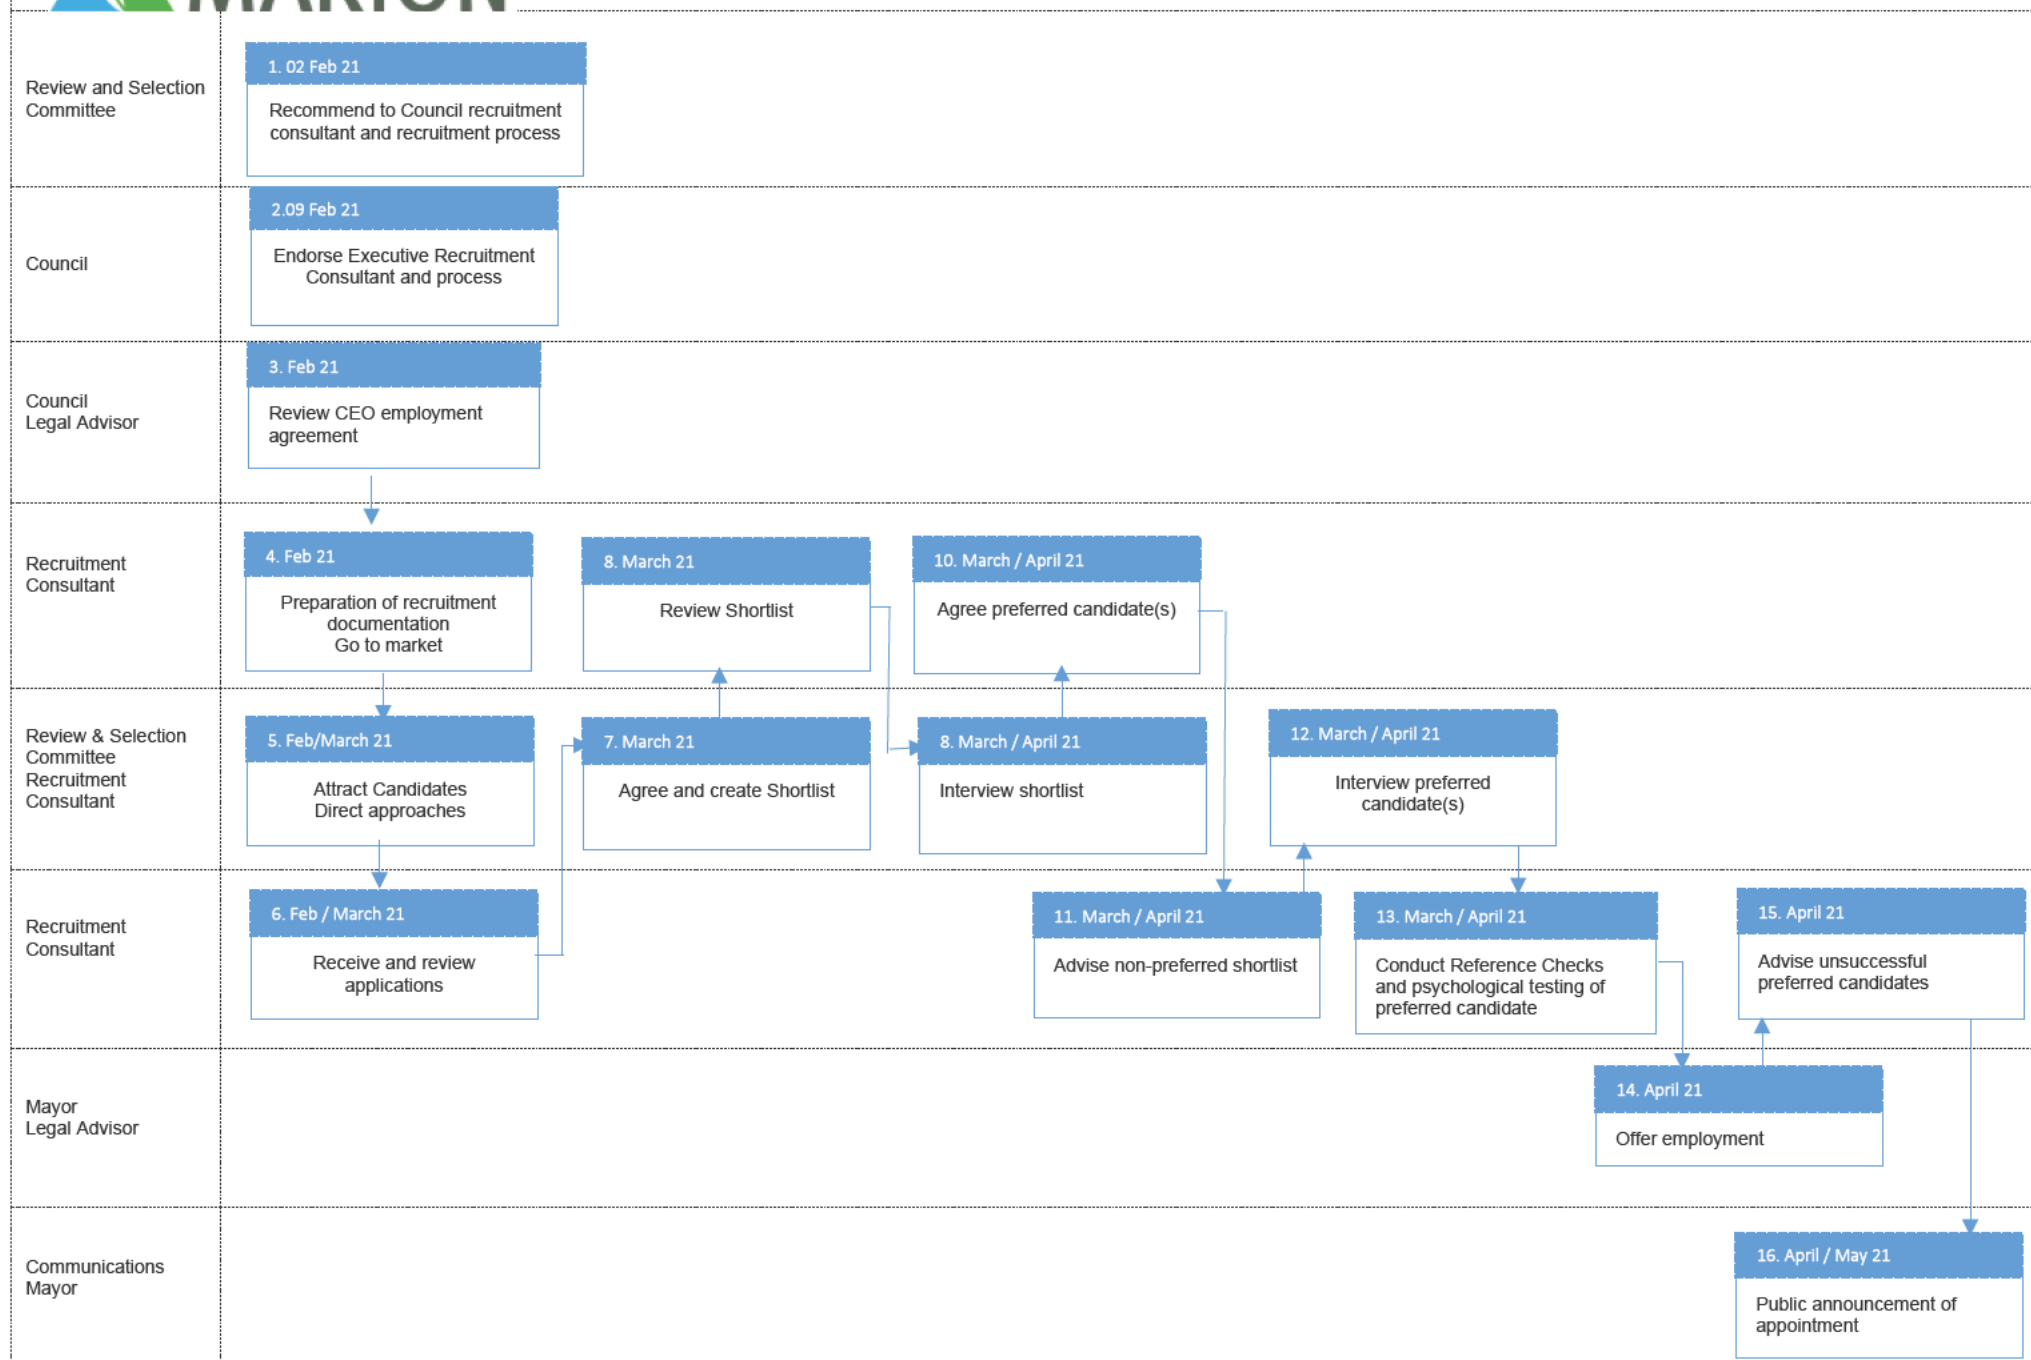 MARION
Review and Selection
Committee
1. 02 Feb 21
Recommend to Council recruitment
consultant and recruitment process
Council
2.09 Feb 21
Endorse Executive Recruitment
Consultant and process
Council
Legal Advisor
3. Feb 21
Review CEO employment
agreement
Recruitment
Consultant
4. Feb 21
Preparation of recruitment
documentation
Go to market
8. March 21
Review Shortlist
10. March / April 21
Agree preferred candidate(s)
Review & Selection
Committee
Recruitment
Consultant
5. Feb/March 21
Attract Candidates
Direct approaches
7. March 21
Agree and create Shortlist
8. March / April 21
Interview shortlist
12. March / April 21
Interview preferred
candidate(s)
Recruitment
Consultant
6. Feb / March 21
Receive and review
applications
11. March / April 21
Advise non-preferred shortlist
13. March / April 21
Conduct Reference Checks
and psychological testing of
preferred candidate
15. April 21
Advise unsuccessful
preferred candidates
Mayor
Legal Advisor
14. April 21
Offer employment
Communications
Mayor
16. April / May 21
Public announcement of
appointment